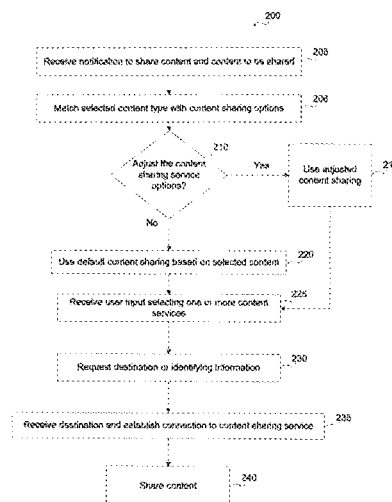 200
205
Receive notification to share content and content to be shared
206
Match selected content type with content sharing options
210
Adjust the content
sharing service
options?
Yes
Use adjusted
content sharing
No
220
Use default content sharing based on selected content
225
Receive user input selecting one or more content
services
230
Request destination or identifying information
235
Receive destination and establish connection to content sharing service
240
Share content